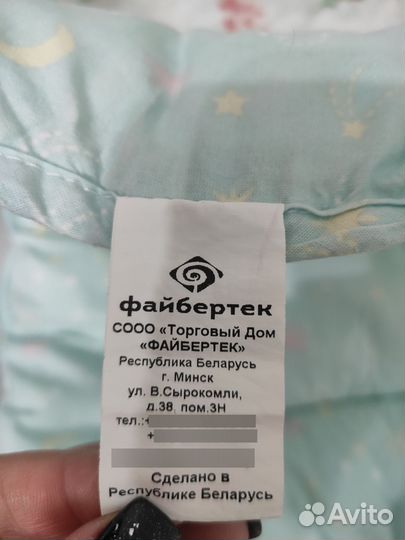 файбертек
СООО «Торговый Дом
«ФАЙБЕРТЕК»
Республика Беларусь
г. Минск
ул. В.Сырокомли,
д.38, пом.3Н
тел.:+
+
Сделано в
Республике Беларусь
Avito